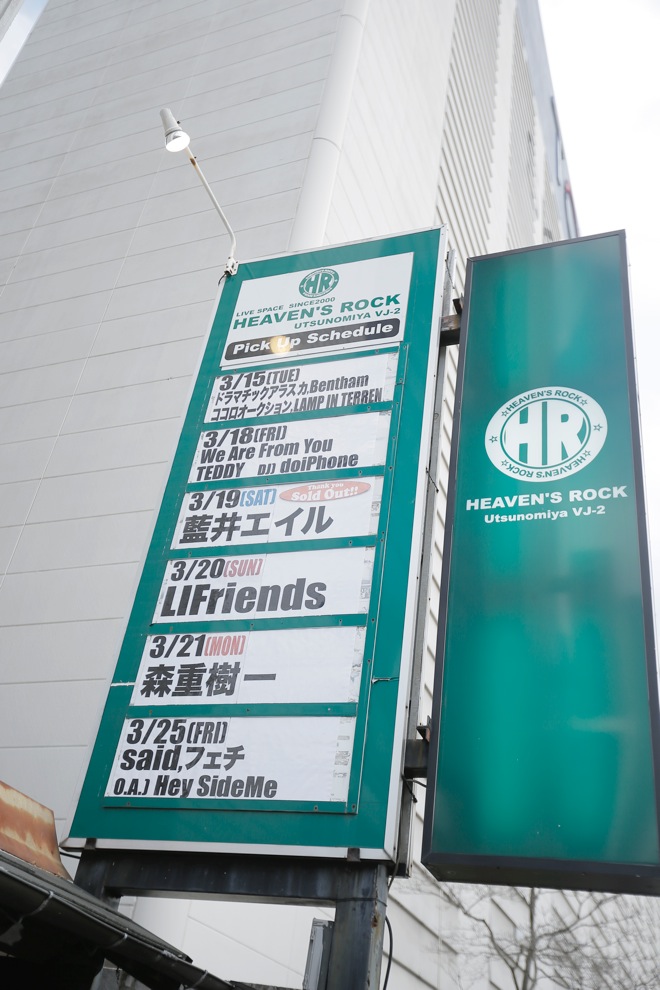 HR
LIVE SPACE SINCE2000
HEAVEN'S ROCK
UTSUNOMIYA VJ-2
Pick Up Schedule
3/15(TUE)
ドラマチックアラスカ,Bentham
ココロオークション,LAMP IN TERREN
3/18(FRI)
We Are From You
TEDDY DJ) doiPhone
3/19(SAT) Thank you
Sold Out!!
藍井エイル
3/20(SUN)
LIFriends
3/21(MON)
森重樹一
3/25(FRI)
said,フェチ
O.A.) Hey SideMe
HEAVEN'S ROCK
HR
HEAVEN'S ROCK
HEAVEN'S ROCK
Utsunomiya VJ-2